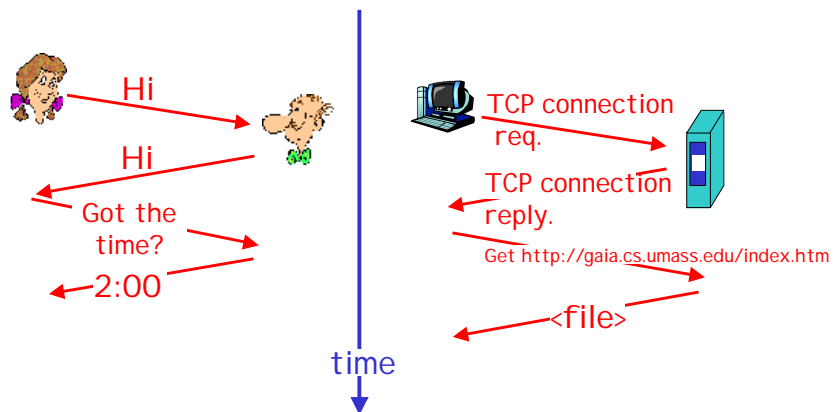 Hi
Hi
Got the
time?
2:00
time
TCP connection
req.
TCP connection
reply.
Get http://gaia.cs.umass.edu/index.htm
<file>